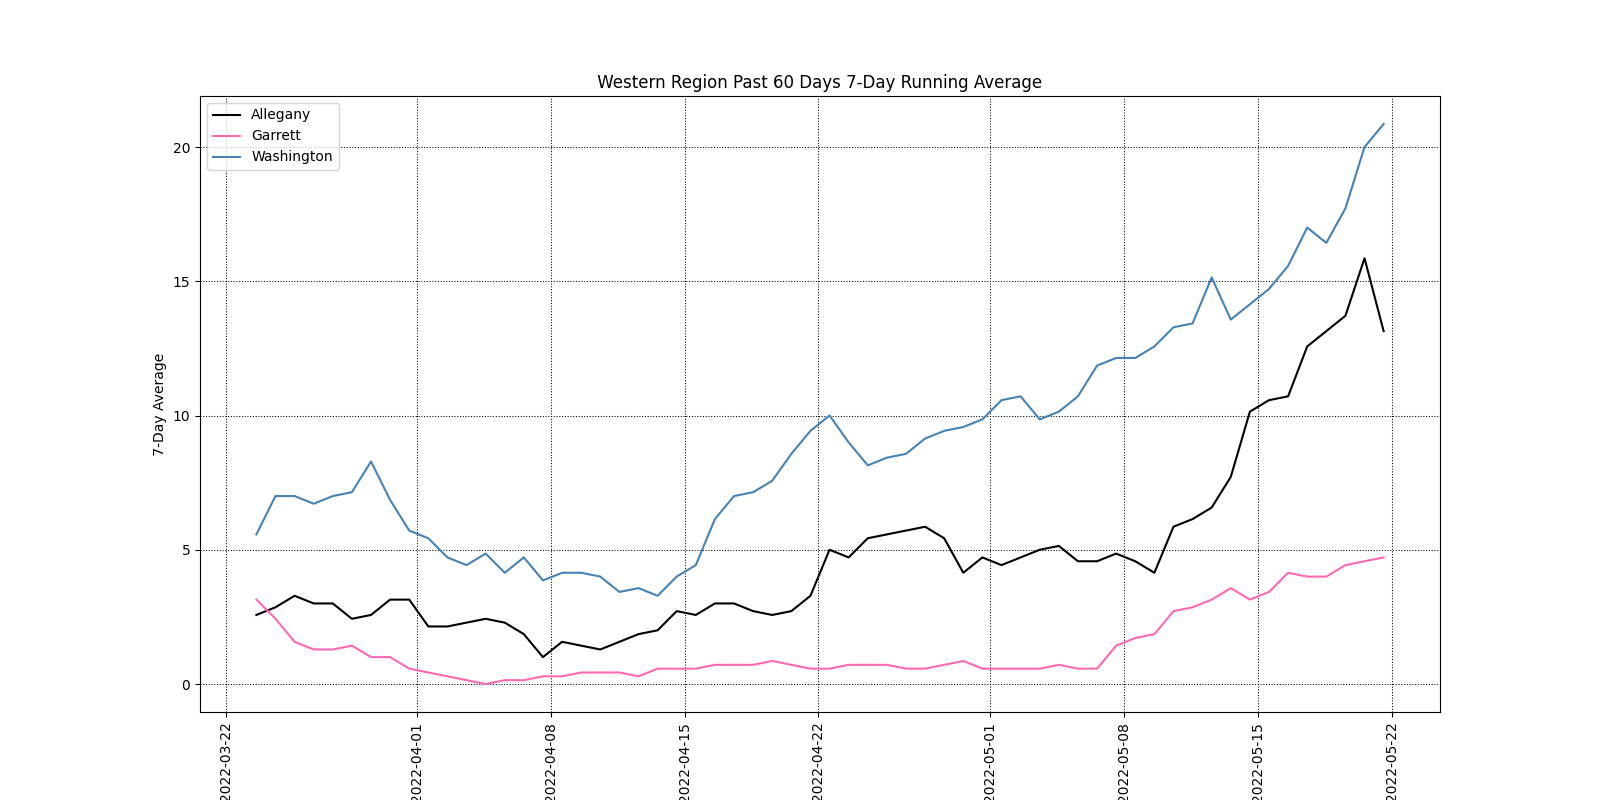 Western Region Past 60 Days 7-Day Running Average
Allegany
Garrett
Washington
7-Day Average
20
15
10
5
0
2022-03-22
2022-04-01
2022-04-08
2022-04-15
2022-04-22
2022-05-01
2022-05-08
2022-05-15
2022-05-22